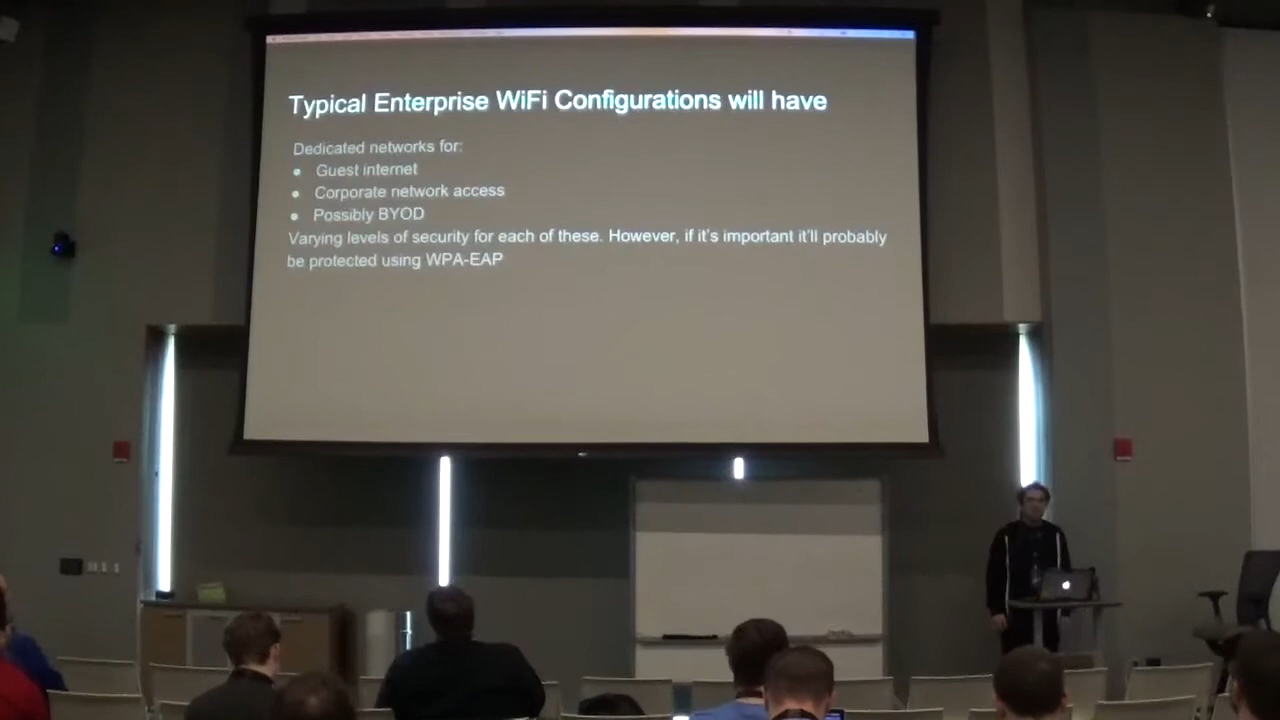 Typical Enterprise WiFi Configurations will have
Dedicated networks for:
● Guest internet
● Corporate network access
● Possibly BYOD
Varying levels of security for each of these. However, if it's important it'll probably
be protected using WPA-EAP